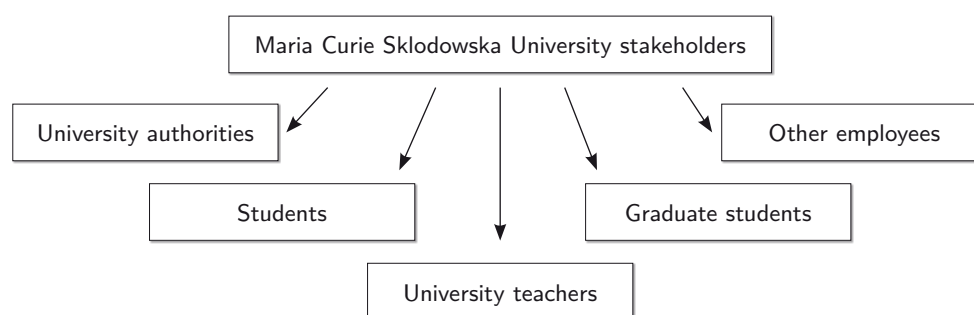 Maria Curie Sklodowska University stakeholders
University authorities
Other employees
Students
Graduate students
University teachers